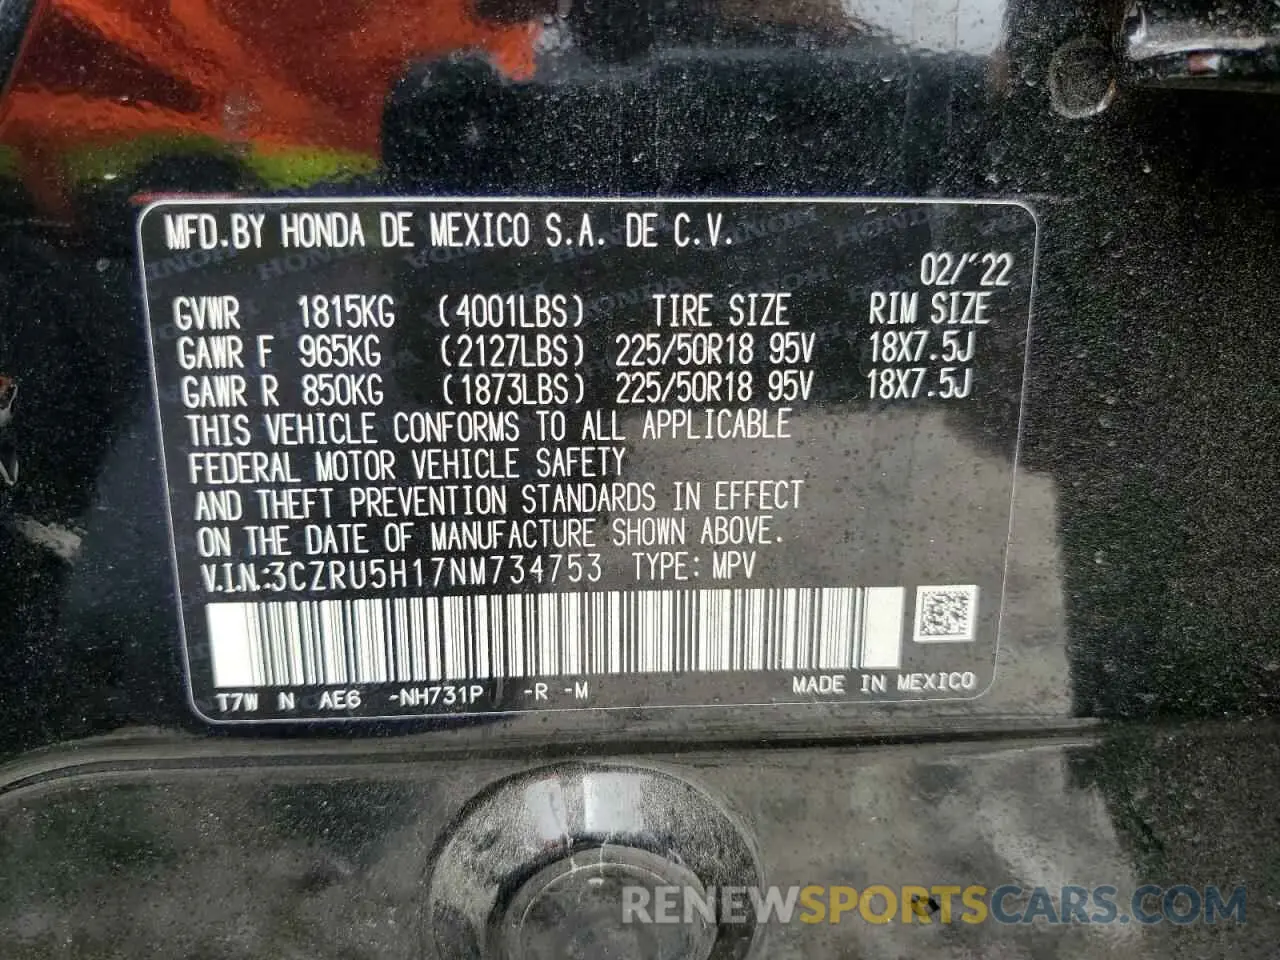 MFD.BY HONDA DE MEXICO S.A. DE C.V.
02/'22
GVWR 1815KG (4001LBS) TIRE SIZE RIM SIZE
GAWR F 965KG (2127LBS) 225/50R18 95V 18X7.5J
GAWR R 850KG (1873LBS) 225/50R18 95V 18X7.5J
THIS VEHICLE CONFORMS TO ALL APPLICABLE
FEDERAL MOTOR VEHICLE SAFETY
AND THEFT PREVENTION STANDARDS IN EFFECT
ON THE DATE OF MANUFACTURE SHOWN ABOVE.
V.I.N.:3CZRU5H17NM734753 TYPE: MPV
T7W N AE6 -NH731P -R -M MADE IN MEXICO
RENEWSPORTSCARS.COM